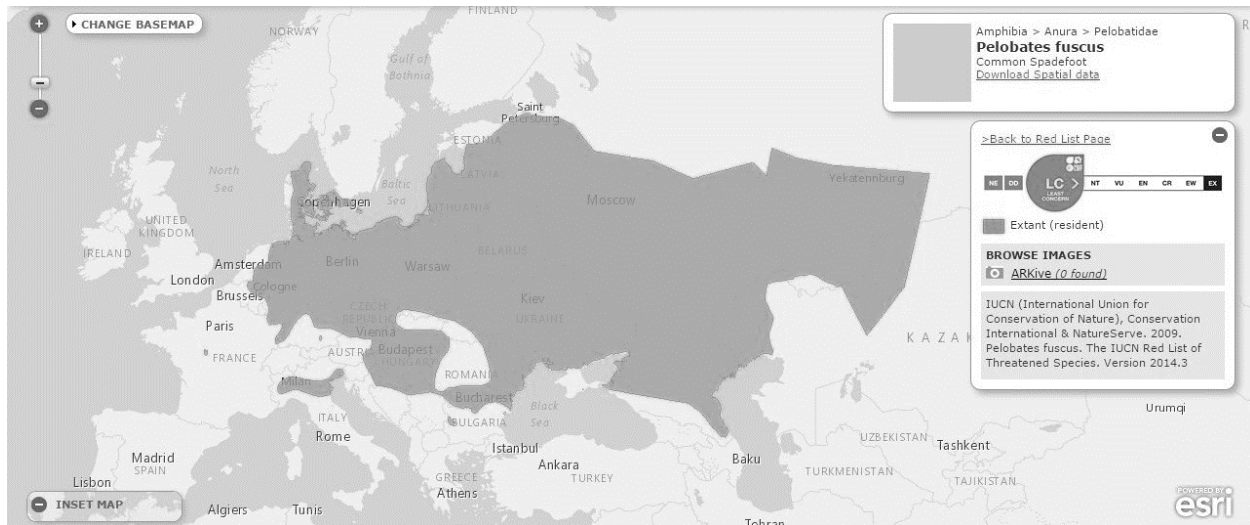 CHANGE BASEMAP
FINLAND
NORWAY
Gulf of
Bothnia
Saint
Petersburg
ESTONIA
LATVIA
North
Sea
Baltic
Sea
Copenhagen
LITHUANIA
Moscow
Yekaterinburg
UNITED
KINGDOM
IRELAND
Amsterdam
Berlin
Warsaw
BELARUS
London
Cologne
Brussels
Kiev
UKRAINE
CZECH
REPUBLIC
Paris
Vienna
FRANCE
AUSTRI
Budapest
HUNGARY
ROMANIA
Milan
Bucharest
Black
Sea
ITALY
BULGARIA
Rome
Istanbul
Ankara
TURKEY
Baku
Madrid
SPAIN
GREECE
Athens
Lisbon
Algiers
Tunis
Tehran
KAZAK
UZBEKISTAN
Tashkent
TURKMENISTAN
TAJIKISTAN
Urumqi
INSET MAP
Amphibia > Anura > Pelobatidae
Pelobates fuscus
Common Spadefoot
Download Spatial data
>Back to Red List Page
NE DD LC NT VU EN CR EW EX
LEAST
CONCERN
Extant (resident)
BROWSE IMAGES
ARKive (0 found)
IUCN (International Union for
Conservation of Nature), Conservation
International & NatureServe. 2009.
Pelobates fuscus. The IUCN Red List of
Threatened Species. Version 2014.3
POWERED BY
esri